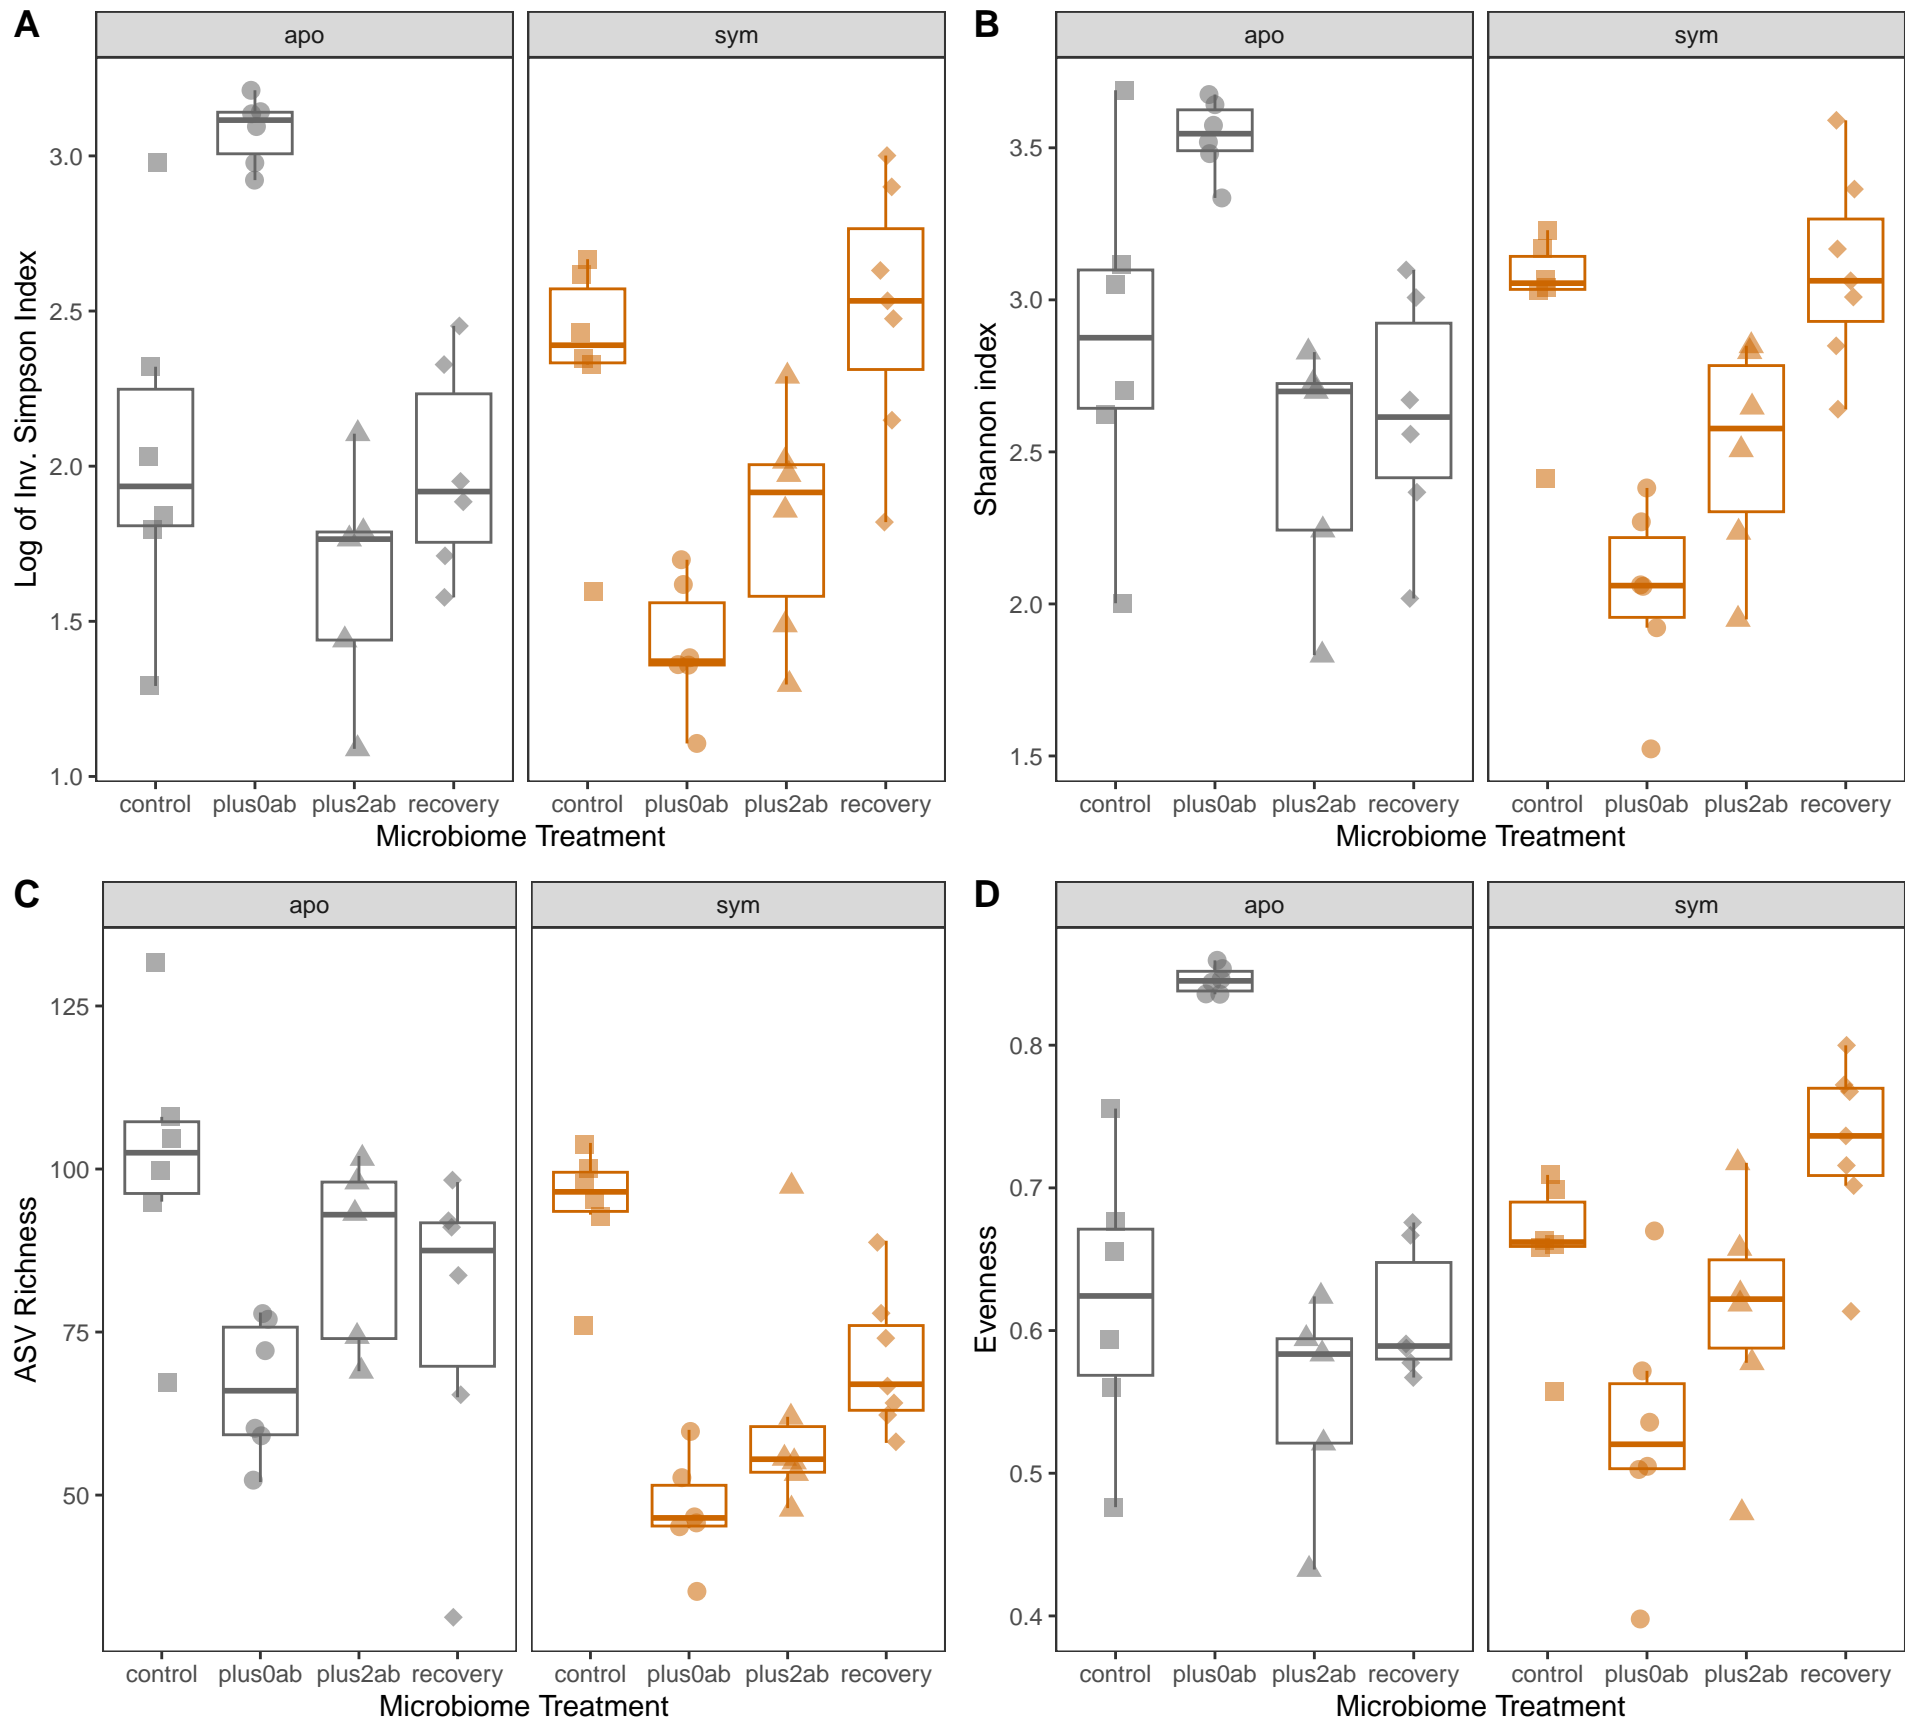 A
apo
sym
Log of Inv. Simpson Index
3.0
2.5
2.0
1.5
1.0
control plus0ab plus2ab recovery
control plus0ab plus2ab recovery
Microbiome Treatment
B
apo
sym
Shannon index
3.5
3.0
2.5
2.0
1.5
control plus0ab plus2ab recovery
control plus0ab plus2ab recovery
Microbiome Treatment
C
apo
sym
ASV Richness
125
100
75
50
control plus0ab plus2ab recovery
control plus0ab plus2ab recovery
Microbiome Treatment
D
apo
sym
Evenness
0.8
0.7
0.6
0.5
0.4
control plus0ab plus2ab recovery
control plus0ab plus2ab recovery
Microbiome Treatment